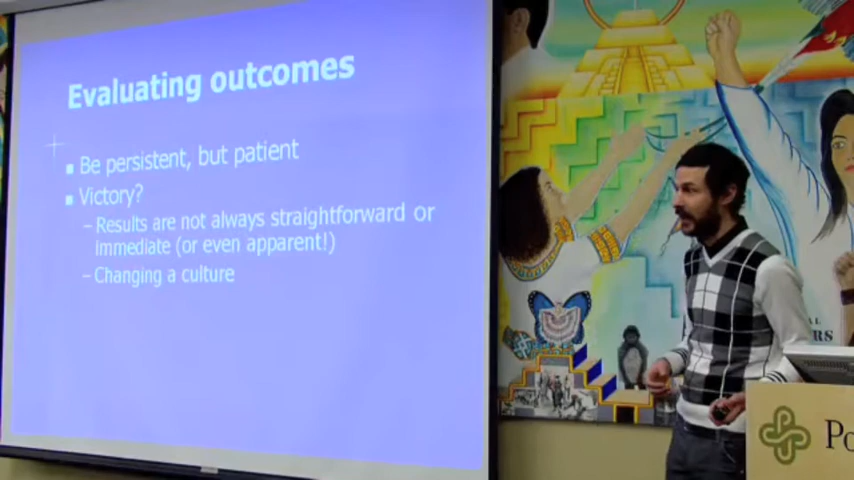 Evaluating outcomes
Be persistent, but patient
Victory?
– Results are not always straightforward or
immediate (or even apparent!)
– Changing a culture